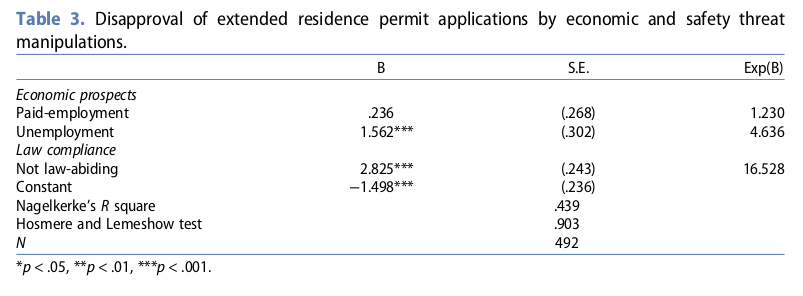 Table 3. Disapproval of extended residence permit applications by economic and safety threat
manipulations.
B S.E. Exp(B)
Economic prospects
Paid-employment .236 (.268) 1.230
Unemployment 1.562*** (.302) 4.636
Law compliance
Not law-abiding 2.825*** (.243) 16.528
Constant −1.498*** (.236)
Nagelkerke's R square .439
Hosmere and Lemeshow test .903
N 492
*p < .05, **p < .01, ***p < .001.